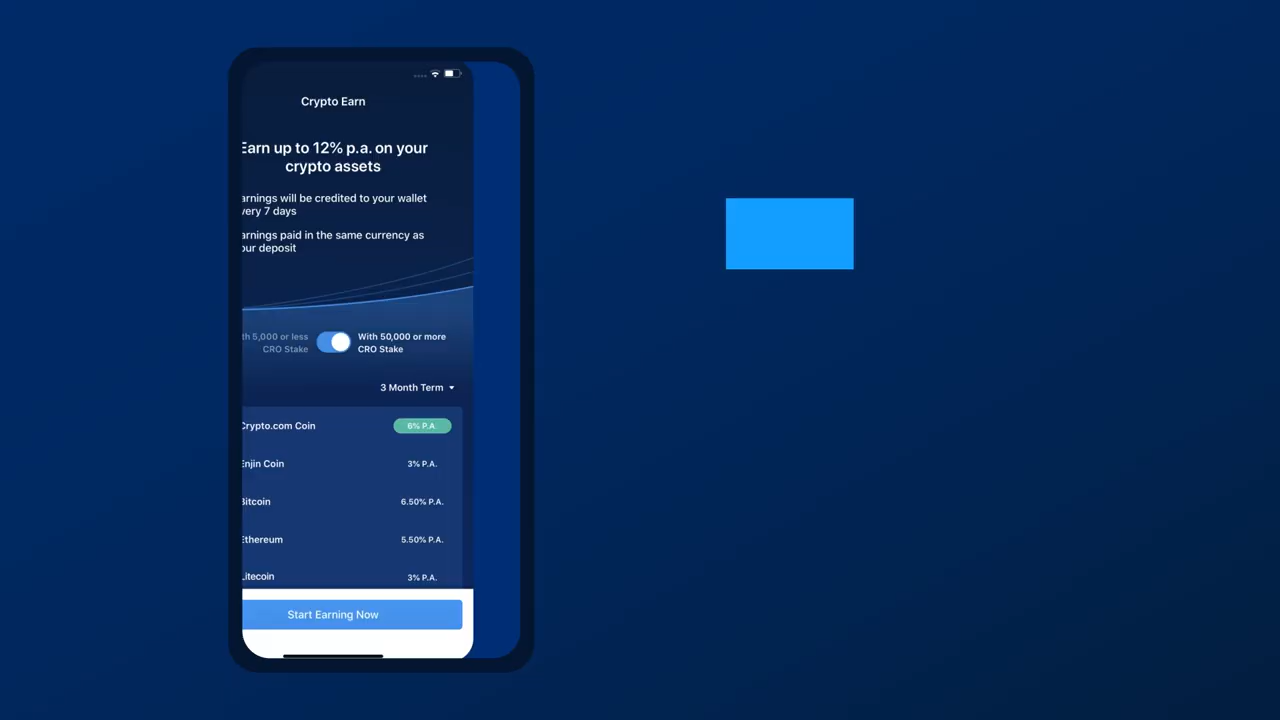 Crypto Earn
Earn up to 12% p.a. on your
crypto assets
arnings will be credited to your wallet
very 7 days
arnings paid in the same currency as
our deposit
th 5,000 or less
CRO Stake
With 50,000 or more
CRO Stake
3 Month Term
Crypto.com Coin 6% P.A.
Enjin Coin 3% P.A.
Bitcoin 6.50% P.A.
Ethereum 5.50% P.A.
Litecoin 3% P.A.
Start Earning Now